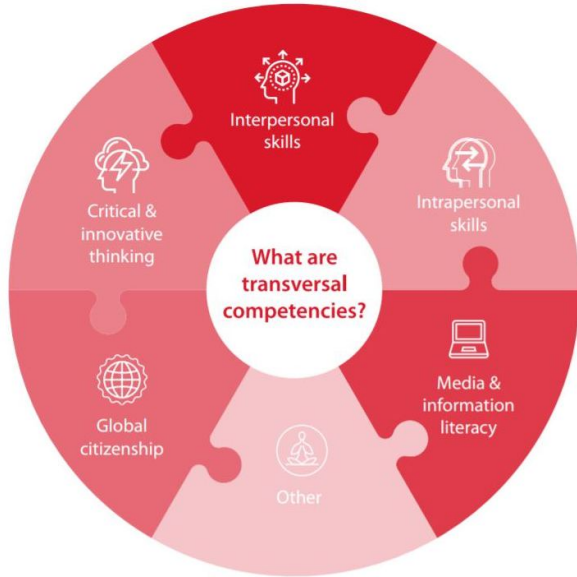 Interpersonal
skills
Intrapersonal
skills
Media &
information
literacy
Other
Global
citizenship
Critical &
innovative
thinking
What are
transversal
competencies?